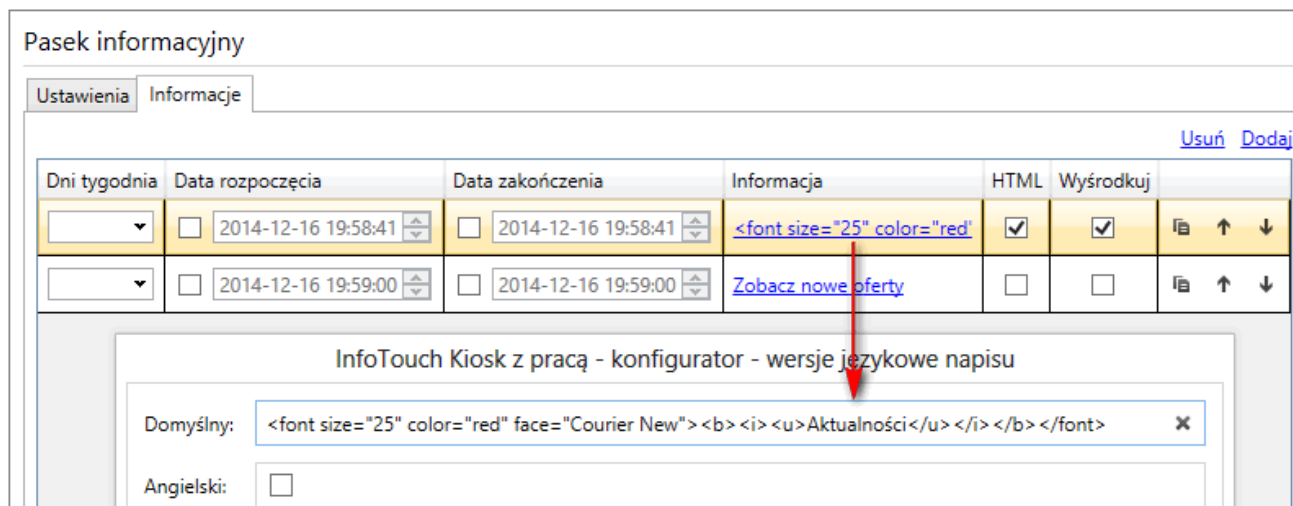 Pasek informacyjny
Ustawienia Informacje
Usuń Dodaj
Dni tygodnia Data rozpoczęcia Data zakończenia Informacja HTML Wyśrodkuj
2014-12-16 19:58:41 2014-12-16 19:58:41 <font size="25" color="red'
2014-12-16 19:59:00 2014-12-16 19:59:00 Zobacz nowe oferty
InfoTouch Kiosk z pracą - konfigurator - wersje językowe napisu
Domyślny: <font size="25" color="red" face="Courier New"><b><i><u>Aktualności</u></i></b></font>
Angielski: